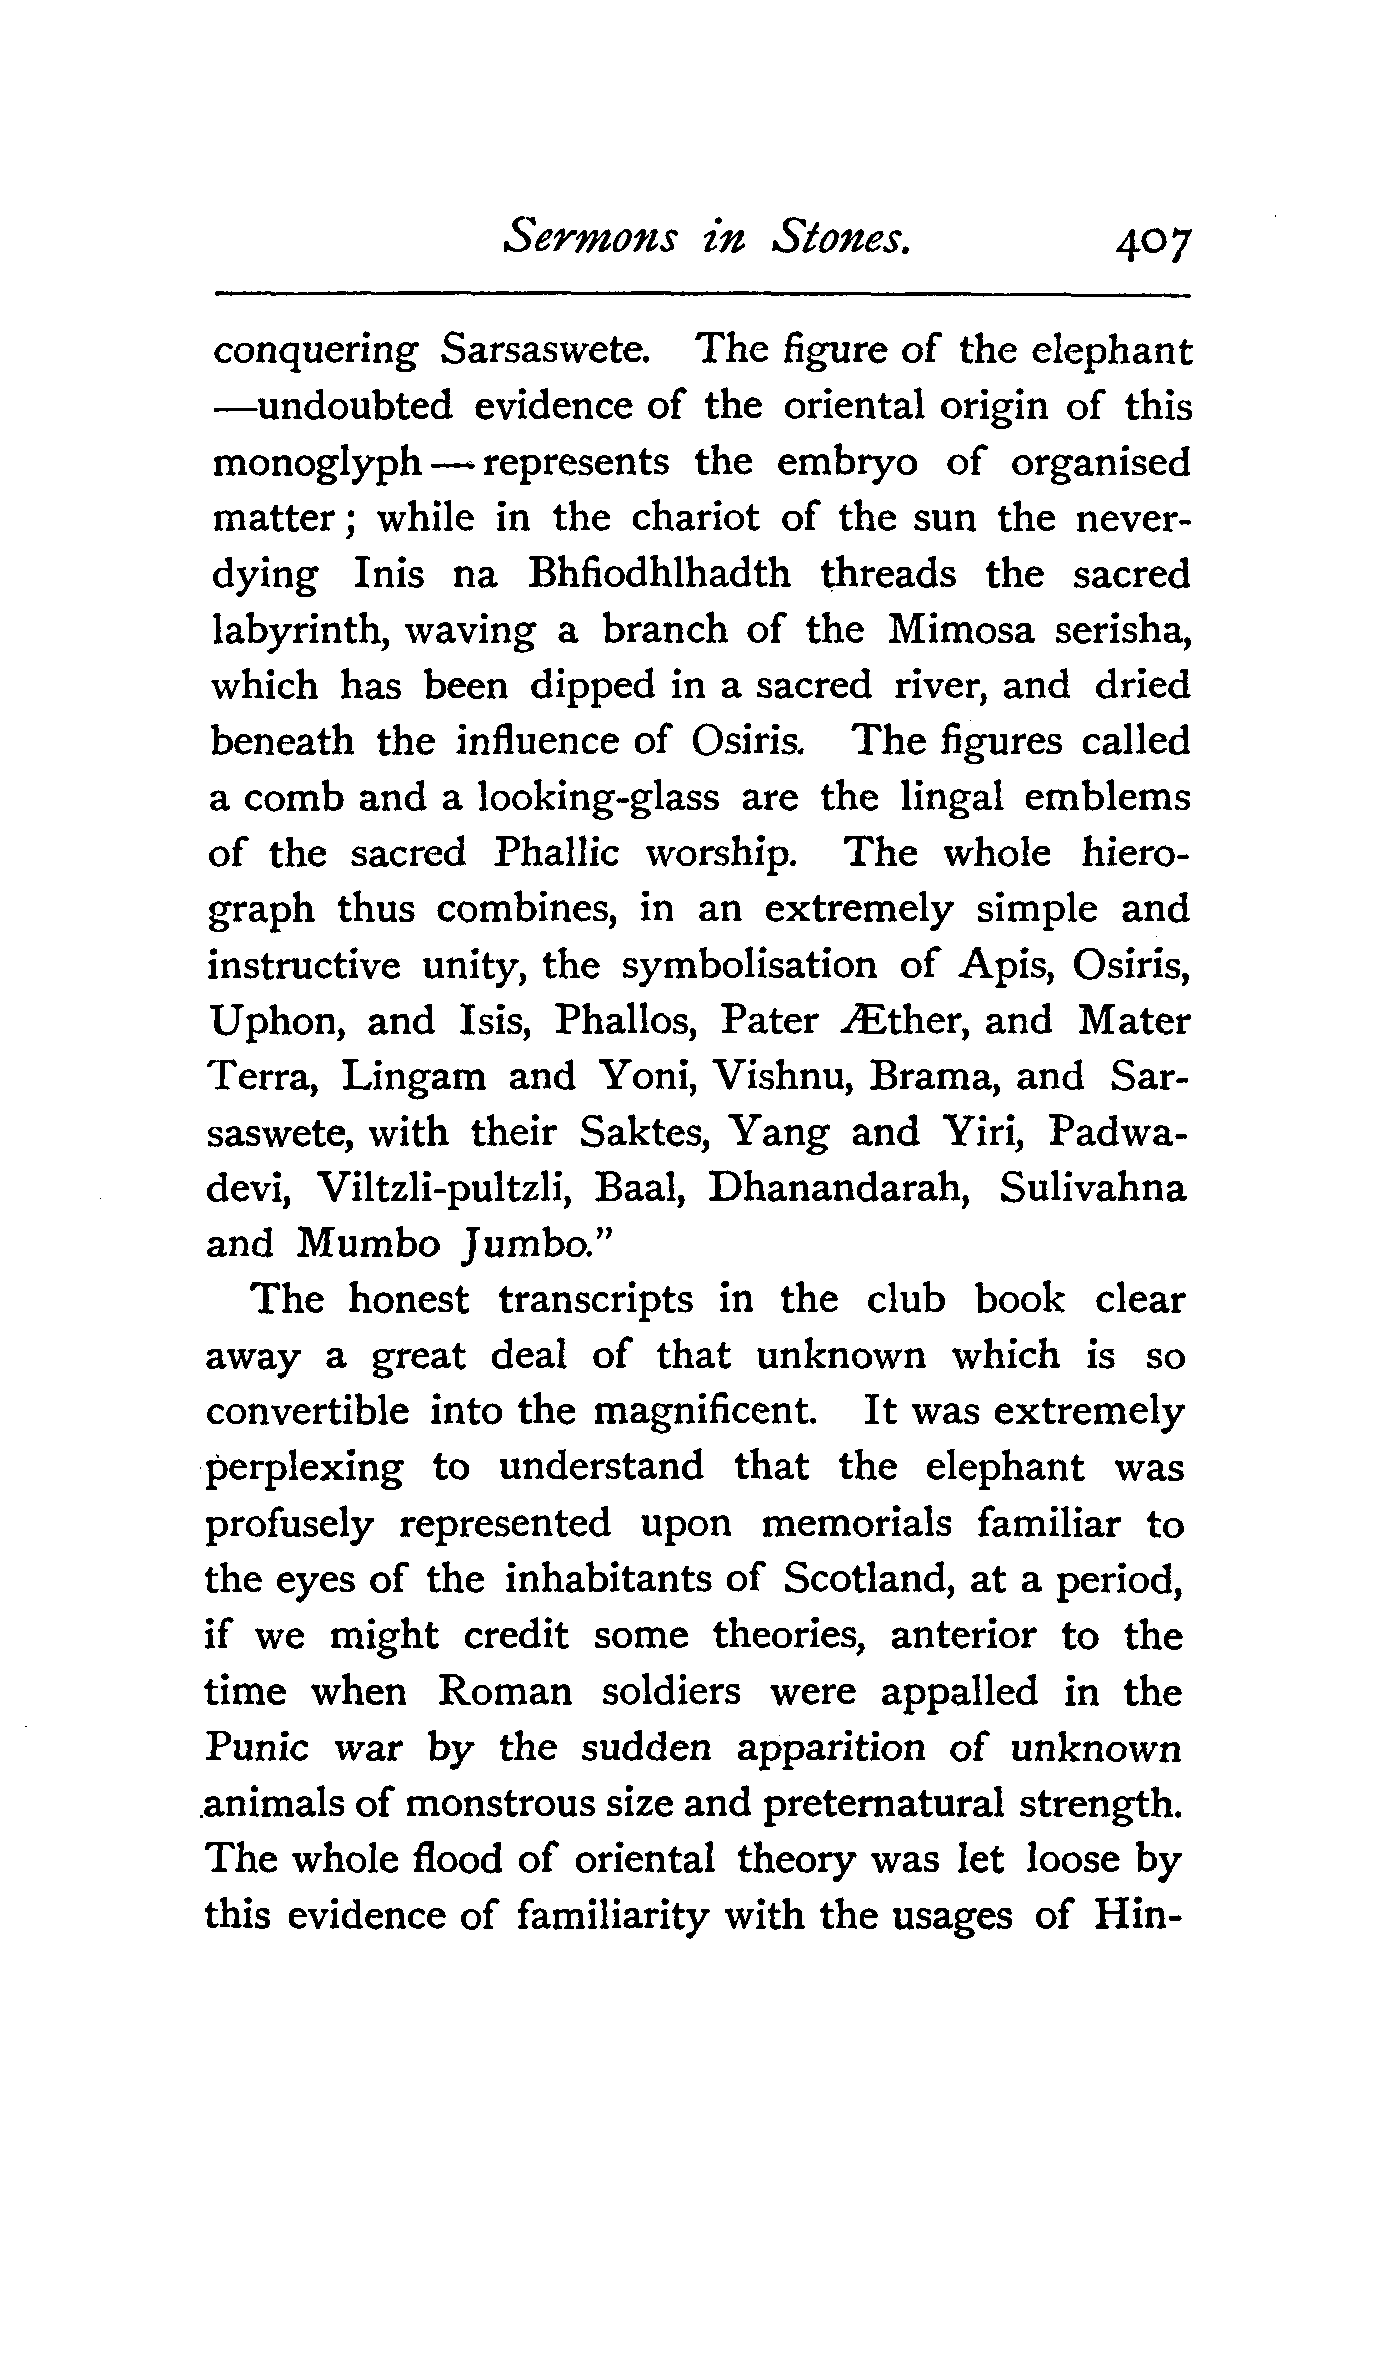 Sermons in Stones. 407
conquering Sarsaswete. The figure of the elephant
—undoubted evidence of the oriental origin of this
monoglyph — represents the embryo of organised
matter ; while in the chariot of the sun the never-
dying Inis na Bhfiodhlhadth threads the sacred
labyrinth, waving a branch of the Mimosa serisha,
which has been dipped in a sacred river, and dried
beneath the influence of Osiris. The figures called
a comb and a looking-glass are the lingal emblems
of the sacred Phallic worship. The whole hiero-
graph thus combines, in an extremely simple and
instructive unity, the symbolisation of Apis, Osiris,
Uphon, and Isis, Phallos, Pater Æther, and Mater
Terra, Lingam and Yoni, Vishnu, Brama, and Sar-
saswete, with their Saktes, Yang and Yiri, Padwa-
devi, Viltzli-pultzli, Baal, Dhanandarah, Sulivahna
and Mumbo Jumbo."
The honest transcripts in the club book clear
away a great deal of that unknown which is so
convertible into the magnificent. It was extremely
perplexing to understand that the elephant was
profusely represented upon memorials familiar to
the eyes of the inhabitants of Scotland, at a period,
if we might credit some theories, anterior to the
time when Roman soldiers were appalled in the
Punic war by the sudden apparition of unknown
animals of monstrous size and preternatural strength.
The whole flood of oriental theory was let loose by
this evidence of familiarity with the usages of Hin-